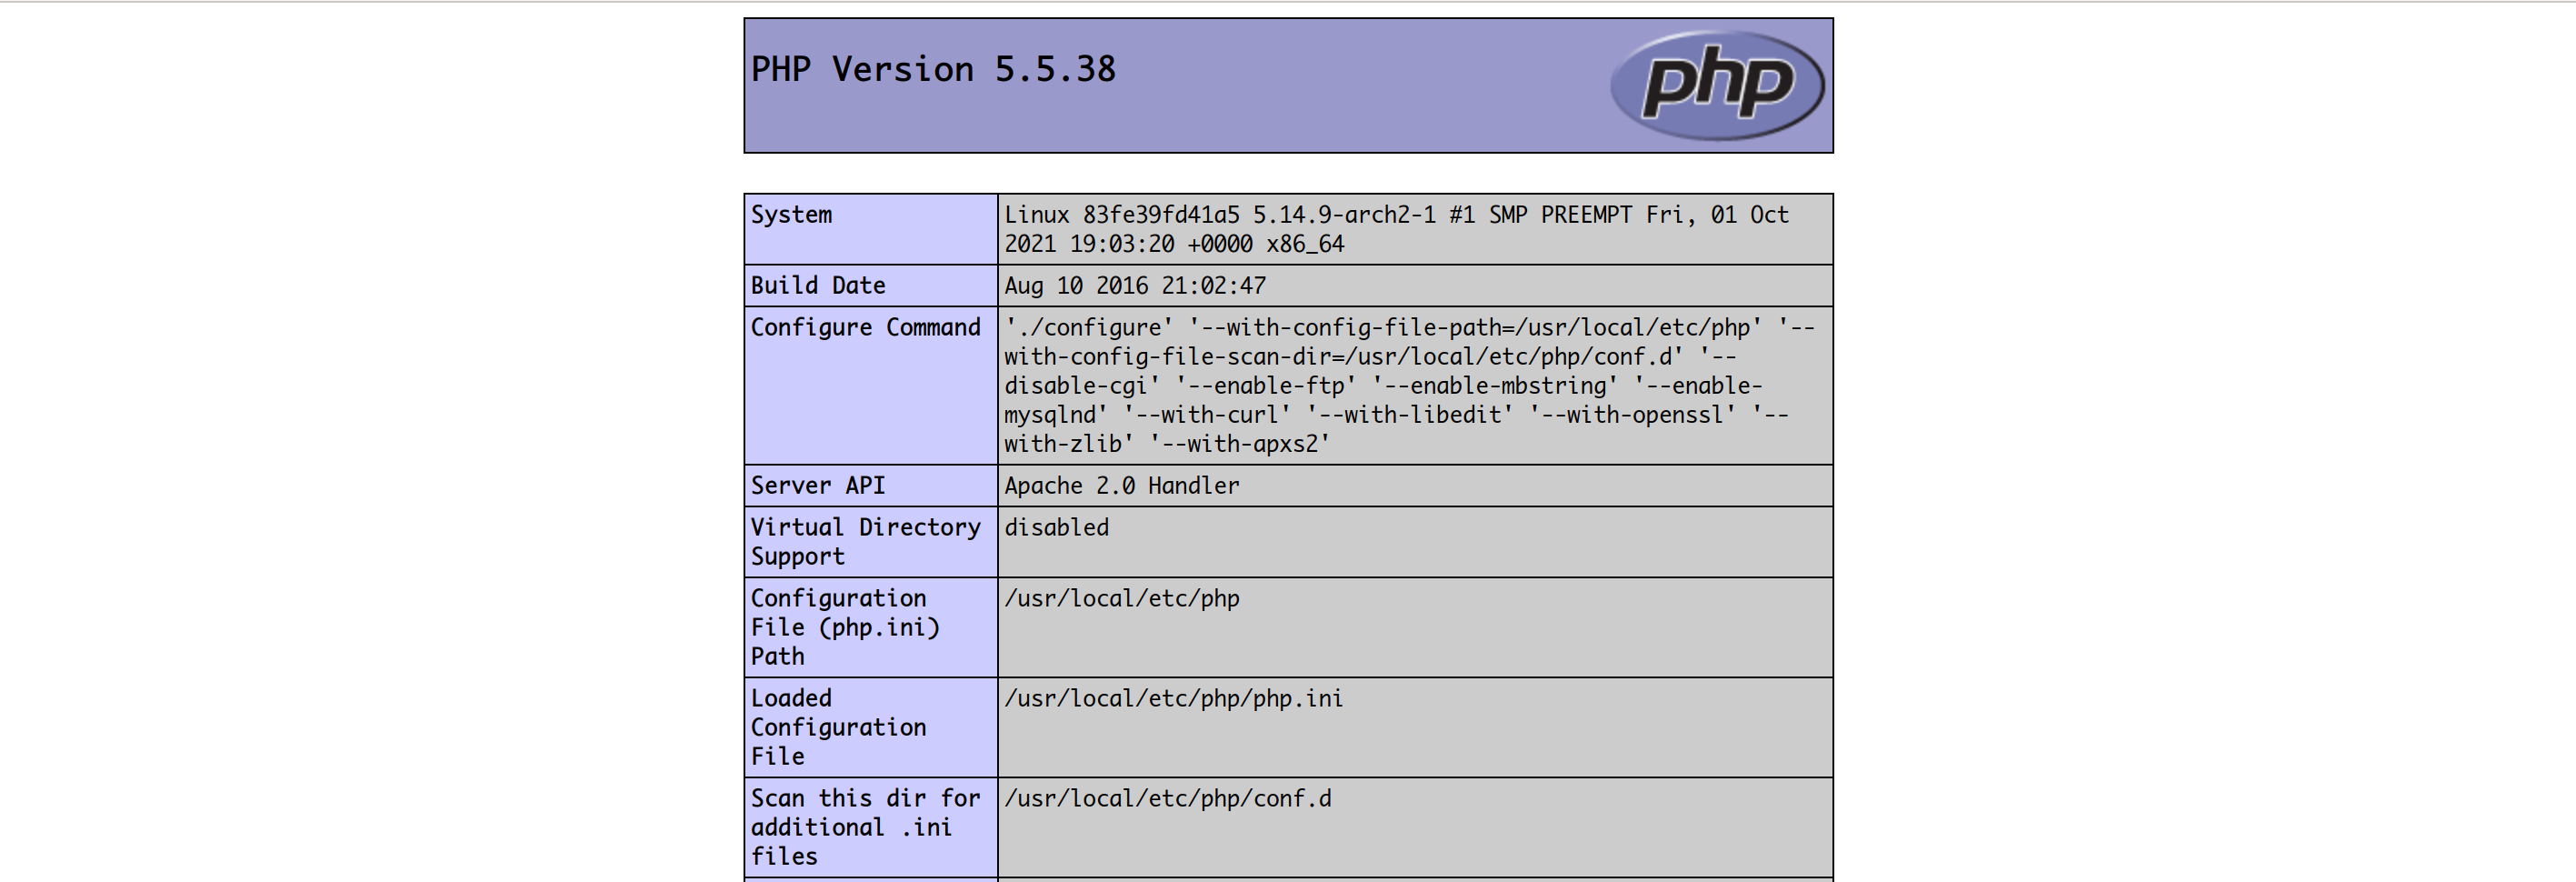 PHP Version 5.5.38
php
System
Linux 83fe39fd41a5 5.14.9-arch2-1 #1 SMP PREEMPT Fri, 01 Oct
2021 19:03:20 +0000 x86_64
Build Date
Aug 10 2016 21:02:47
Configure Command
'./configure' '--with-config-file-path=/usr/local/etc/php' '--
with-config-file-scan-dir=/usr/local/etc/php/conf.d' '--
disable-cgi' '--enable-ftp' '--enable-mbstring' '--enable-
mysqlnd' '--with-curl' '--with-libedit' '--with-openssl' '--
with-zlib' '--with-apxs2'
Server API
Apache 2.0 Handler
Virtual Directory
Support
disabled
Configuration
File (php.ini)
Path
/usr/local/etc/php
Loaded
Configuration
File
/usr/local/etc/php/php.ini
Scan this dir for
additional .ini
files
/usr/local/etc/php/conf.d